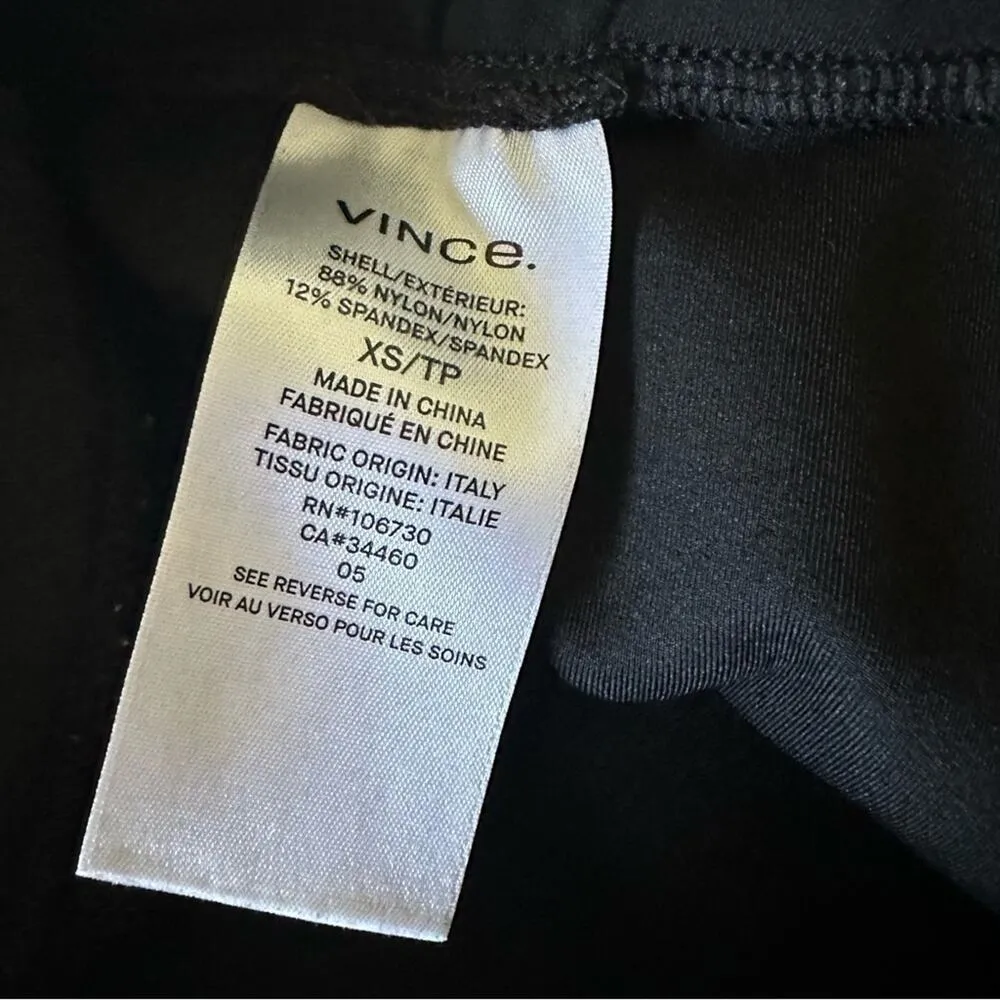 VINCE.
SHELL/EXTÉRIEUR:
88% NYLON/NYLON
12% SPANDEX/SPANDEX
XS/TP
MADE IN CHINA
FABRIQUÉ EN CHINE
FABRIC ORIGIN: ITALY
TISSU ORIGINE: ITALIE
RN#106730
CA#34460
05
SEE REVERSE FOR CARE
VOIR AU VERSO POUR LES SOINS